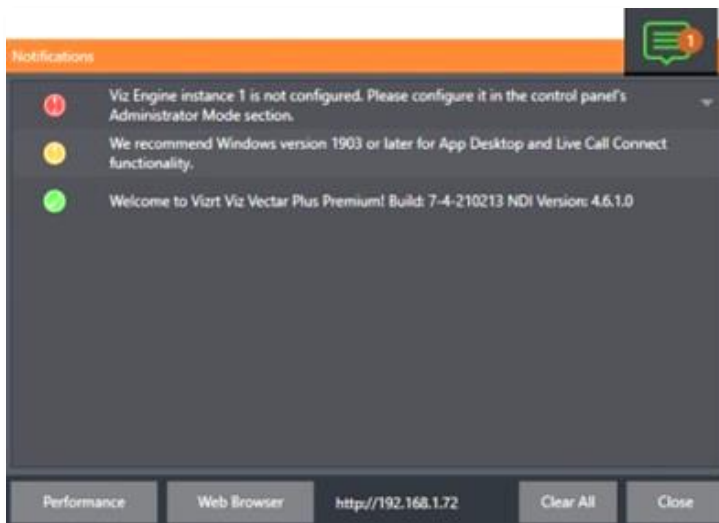 1
Notifications
Viz Engine instance 1 is not configured. Please configure it in the control panel's
Administrator Mode section.
We recommend Windows version 1903 or later for App Desktop and Live Call Connect
functionality.
Welcome to Vizrt Viz Vectar Plus Premium! Build: 7-4-210213 NDI Version: 4.6.1.0
Performance Web Browser http://192.168.1.72 Clear All Close